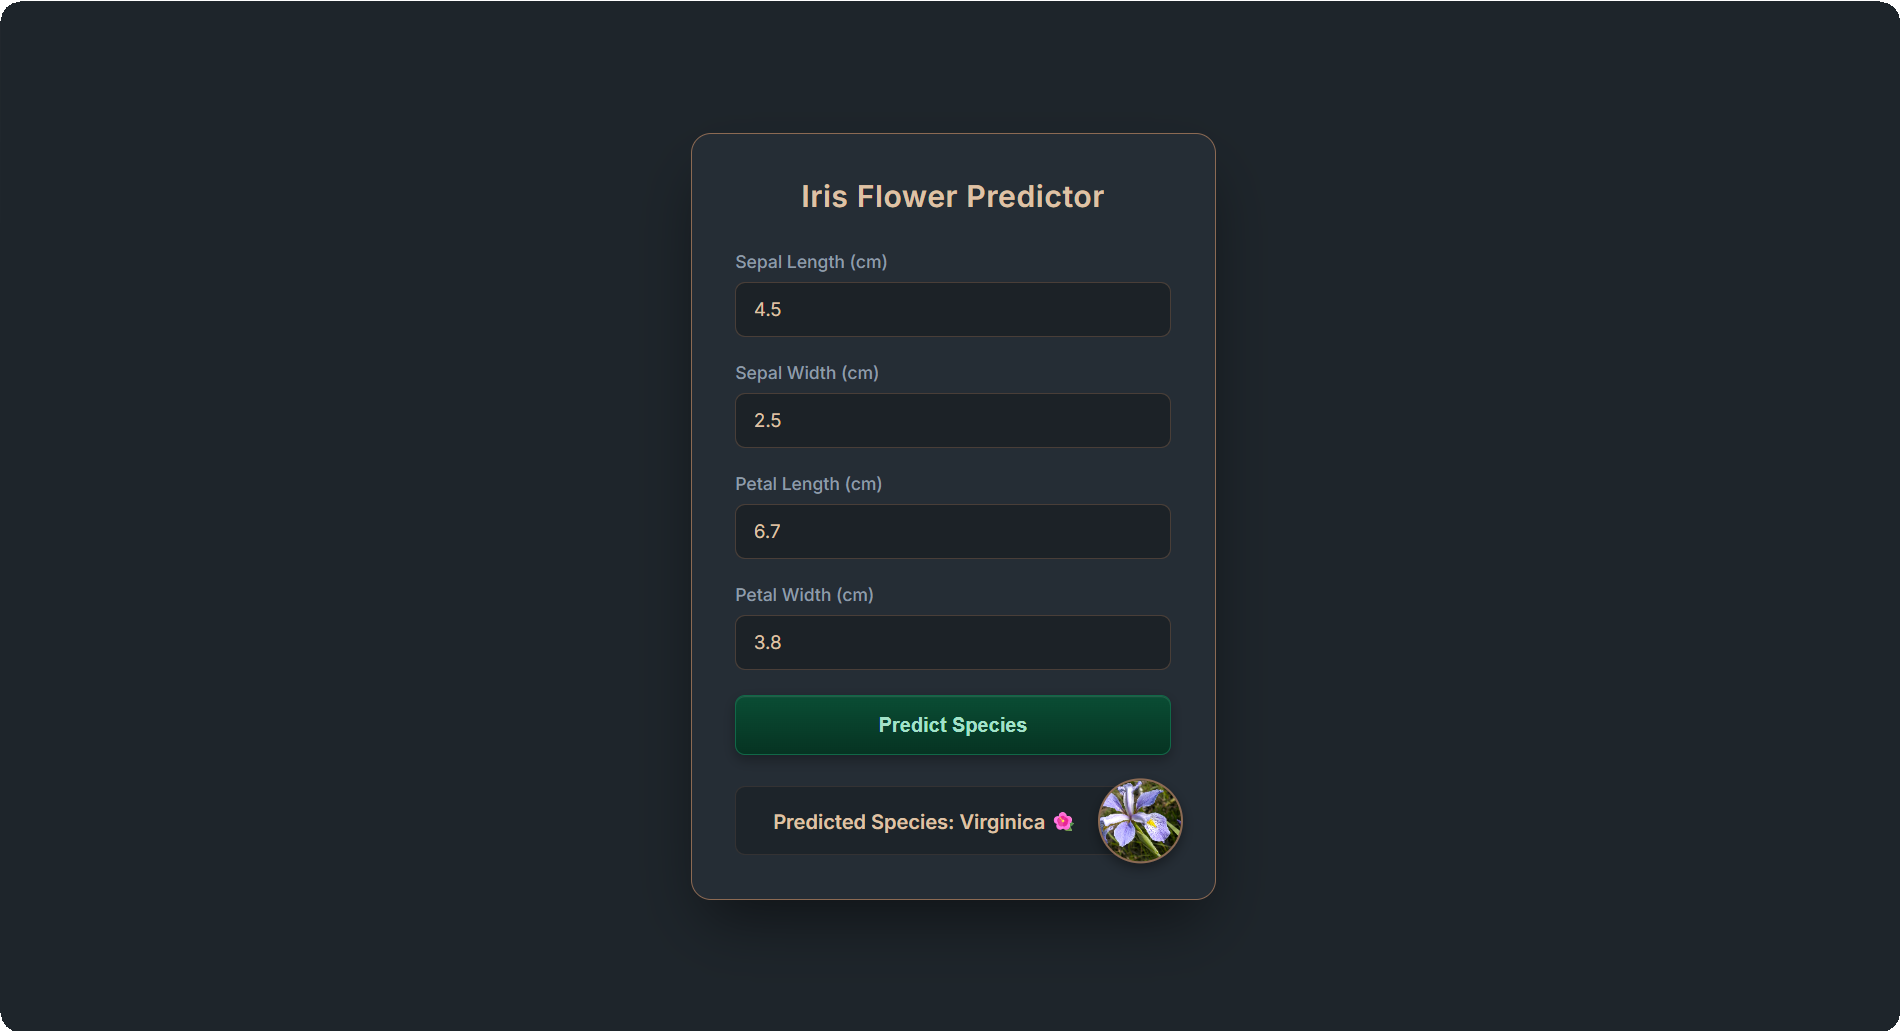 Iris Flower Predictor
Sepal Length (cm)
4.5
Sepal Width (cm)
2.5
Petal Length (cm)
6.7
Petal Width (cm)
3.8
Predict Species
Predicted Species: Virginica 🌺